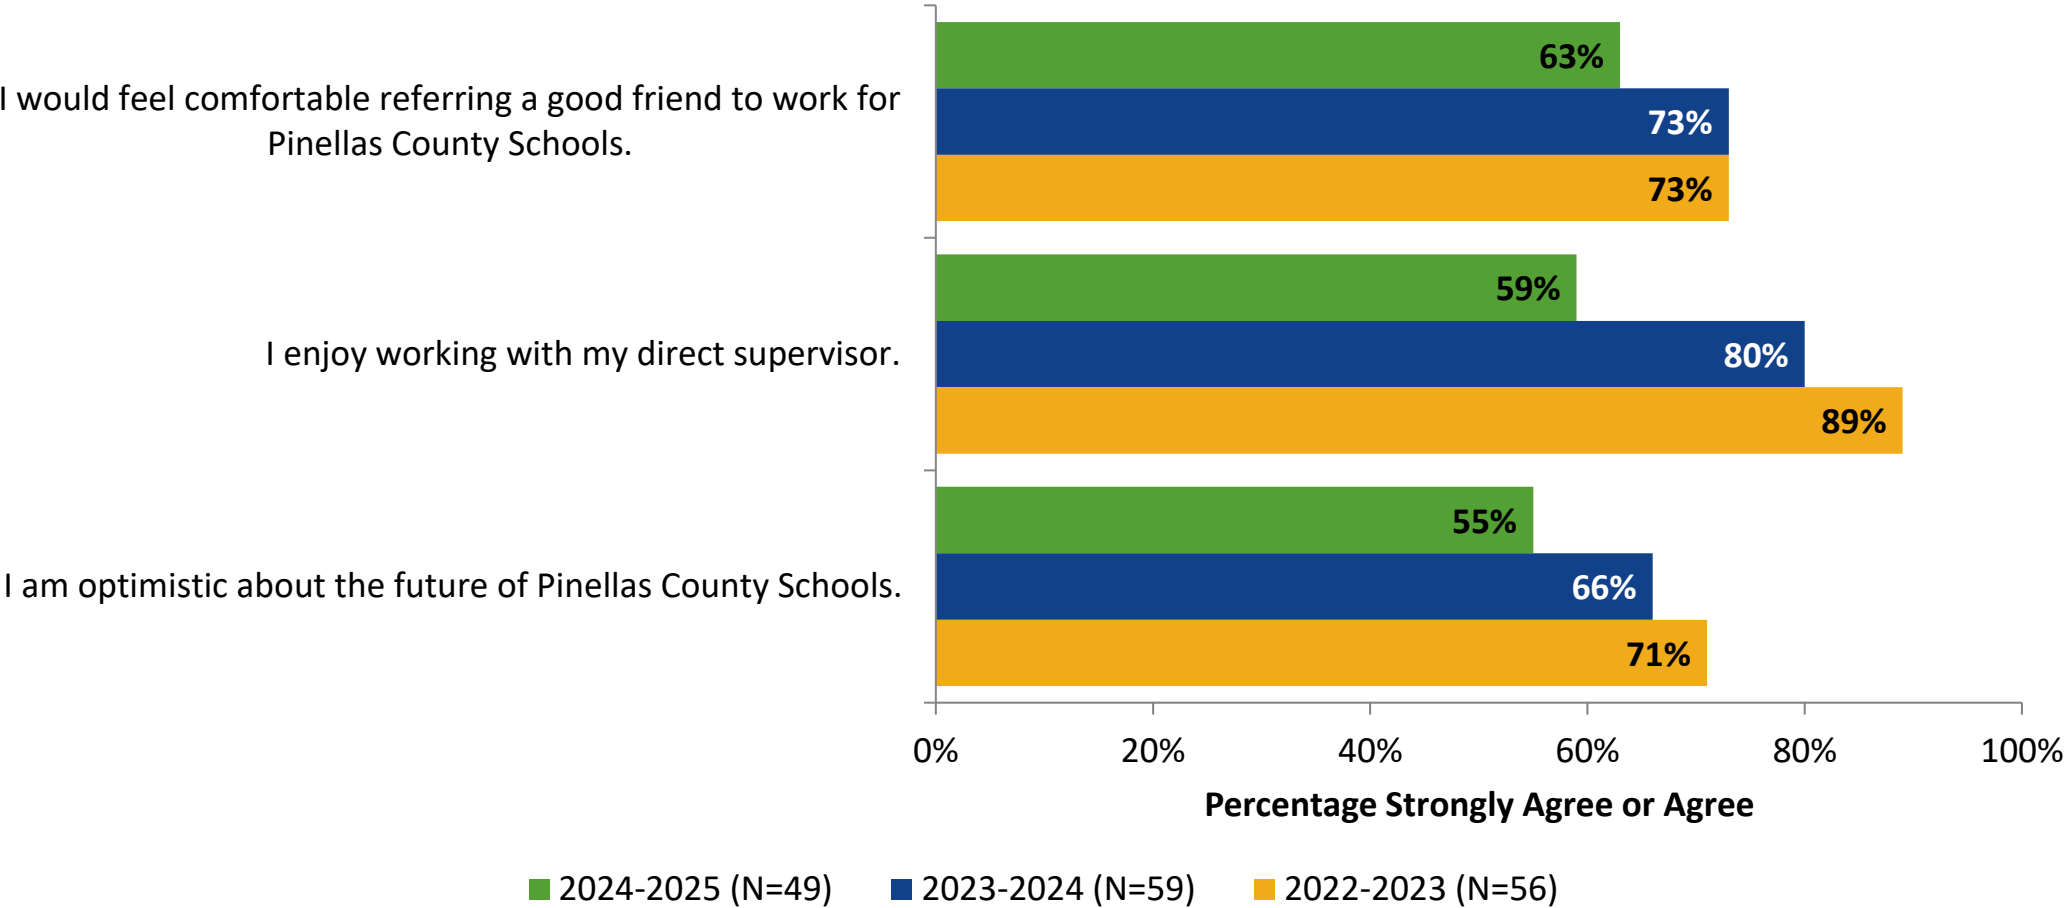 I would feel comfortable referring a good friend to work for
Pinellas County Schools.
63%
73%
73%
I enjoy working with my direct supervisor.
59%
80%
89%
I am optimistic about the future of Pinellas County Schools.
55%
66%
71%
0% 20% 40% 60% 80% 100%
Percentage Strongly Agree or Agree
2024-2025 (N=49) 2023-2024 (N=59) 2022-2023 (N=56)